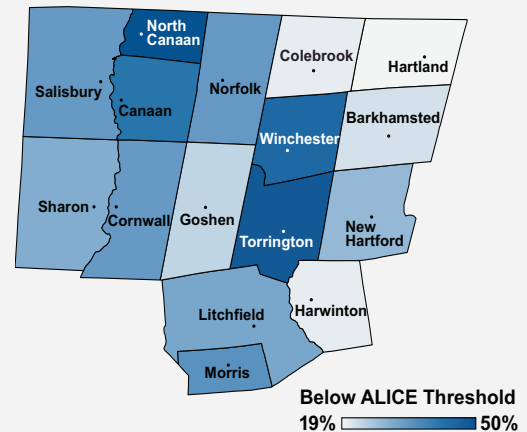 North
Canaan
Colebrook
Hartland
Salisbury
Canaan
Norfolk
Barkhamsted
Winchester
Sharon
Cornwall
Goshen
Torrington
New
Hartford
Litchfield
Harwinton
Morris
Below ALICE Threshold
19% 50%